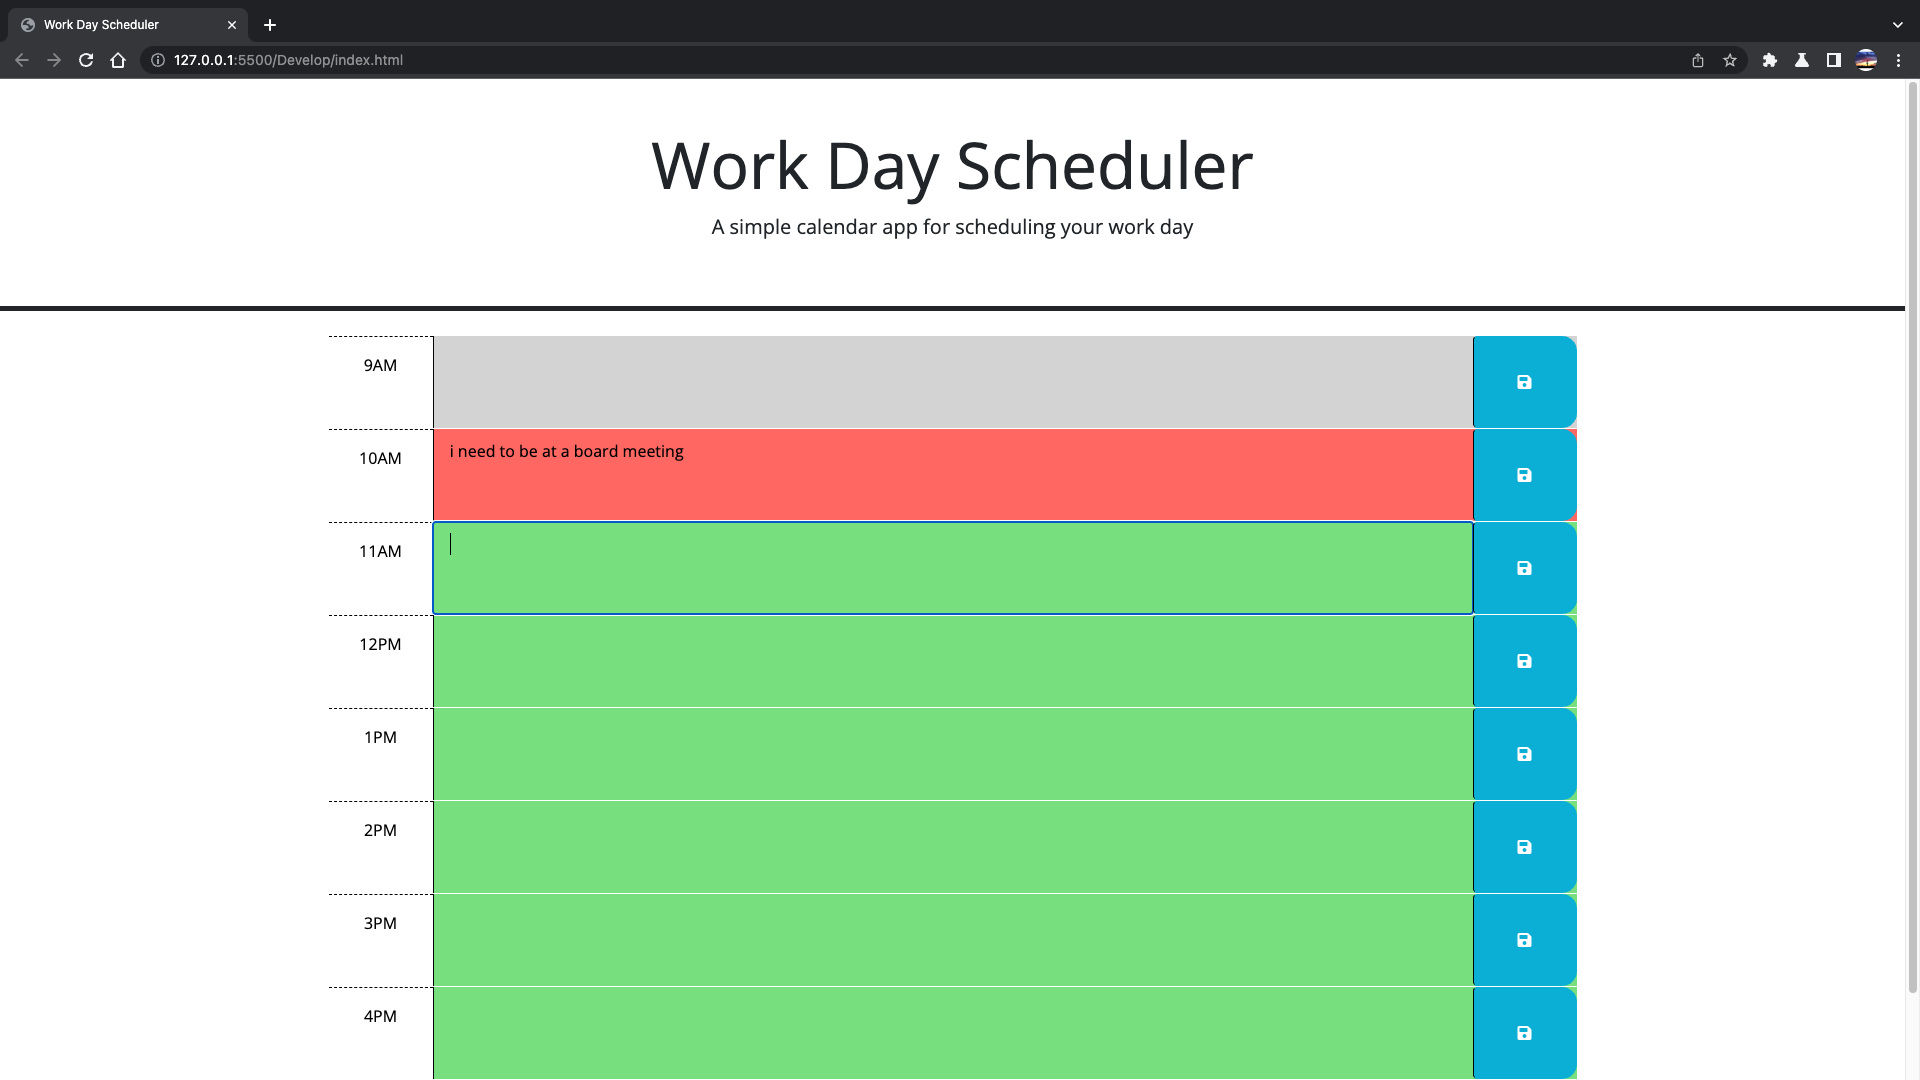 Work Day Scheduler
127.0.0.1:5500/Develop/index.html
Work Day Scheduler
A simple calendar app for scheduling your work day
9AM
10AM
i need to be at a board meeting
11AM
12PM
1PM
2PM
3PM
4PM